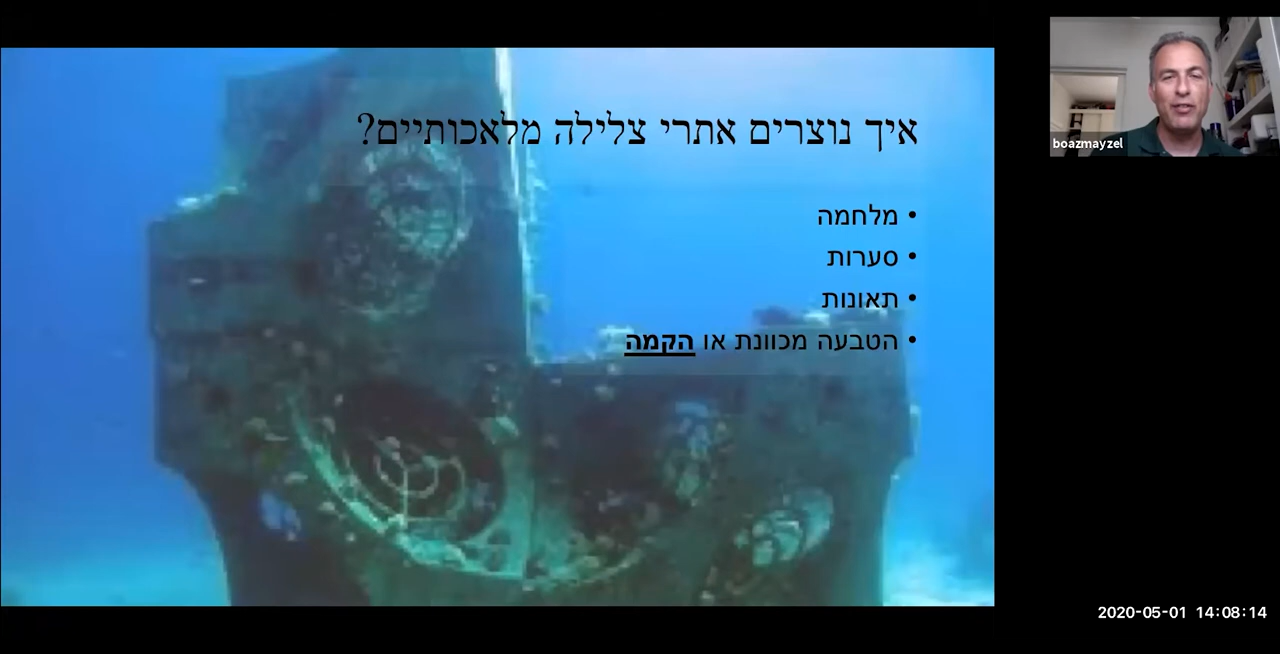 איך נוצרים אתרי צלילה מלאכותיים?
• מלחמה
• סערות
• תאונות
• הטבעה מכוונת או הקמה
boazmayzel
2020-05-01 14:08:14